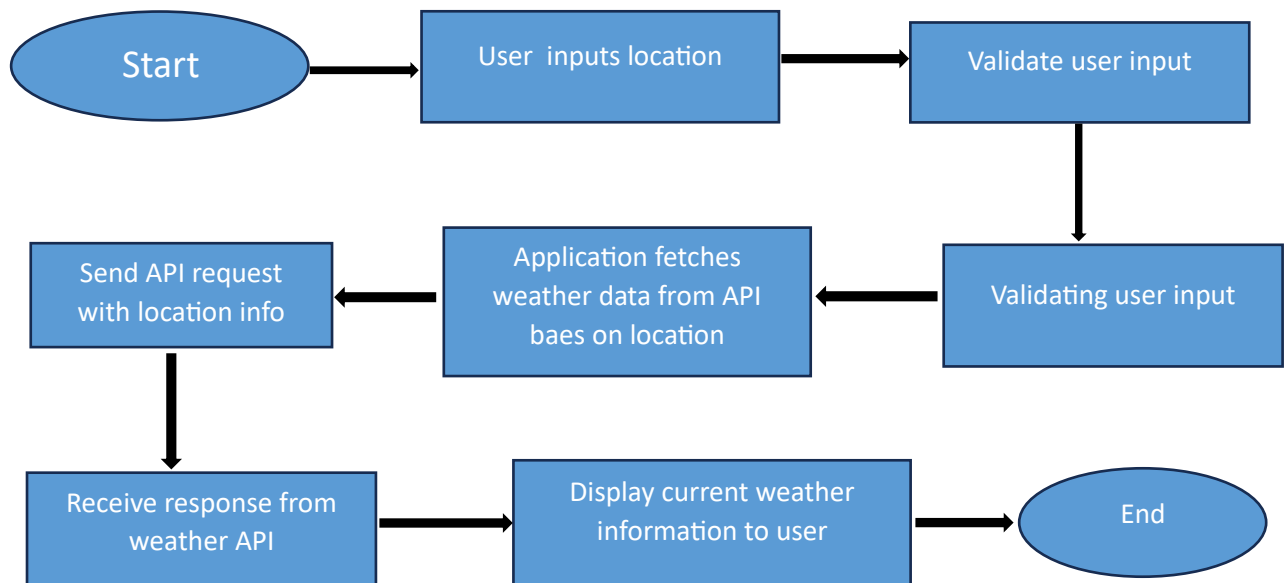 Start
User inputs location
Validate user input
Validating user input
Application fetches
weather data from API
baes on location
Send API request
with location info
Receive response from
weather API
Display current weather
information to user
End